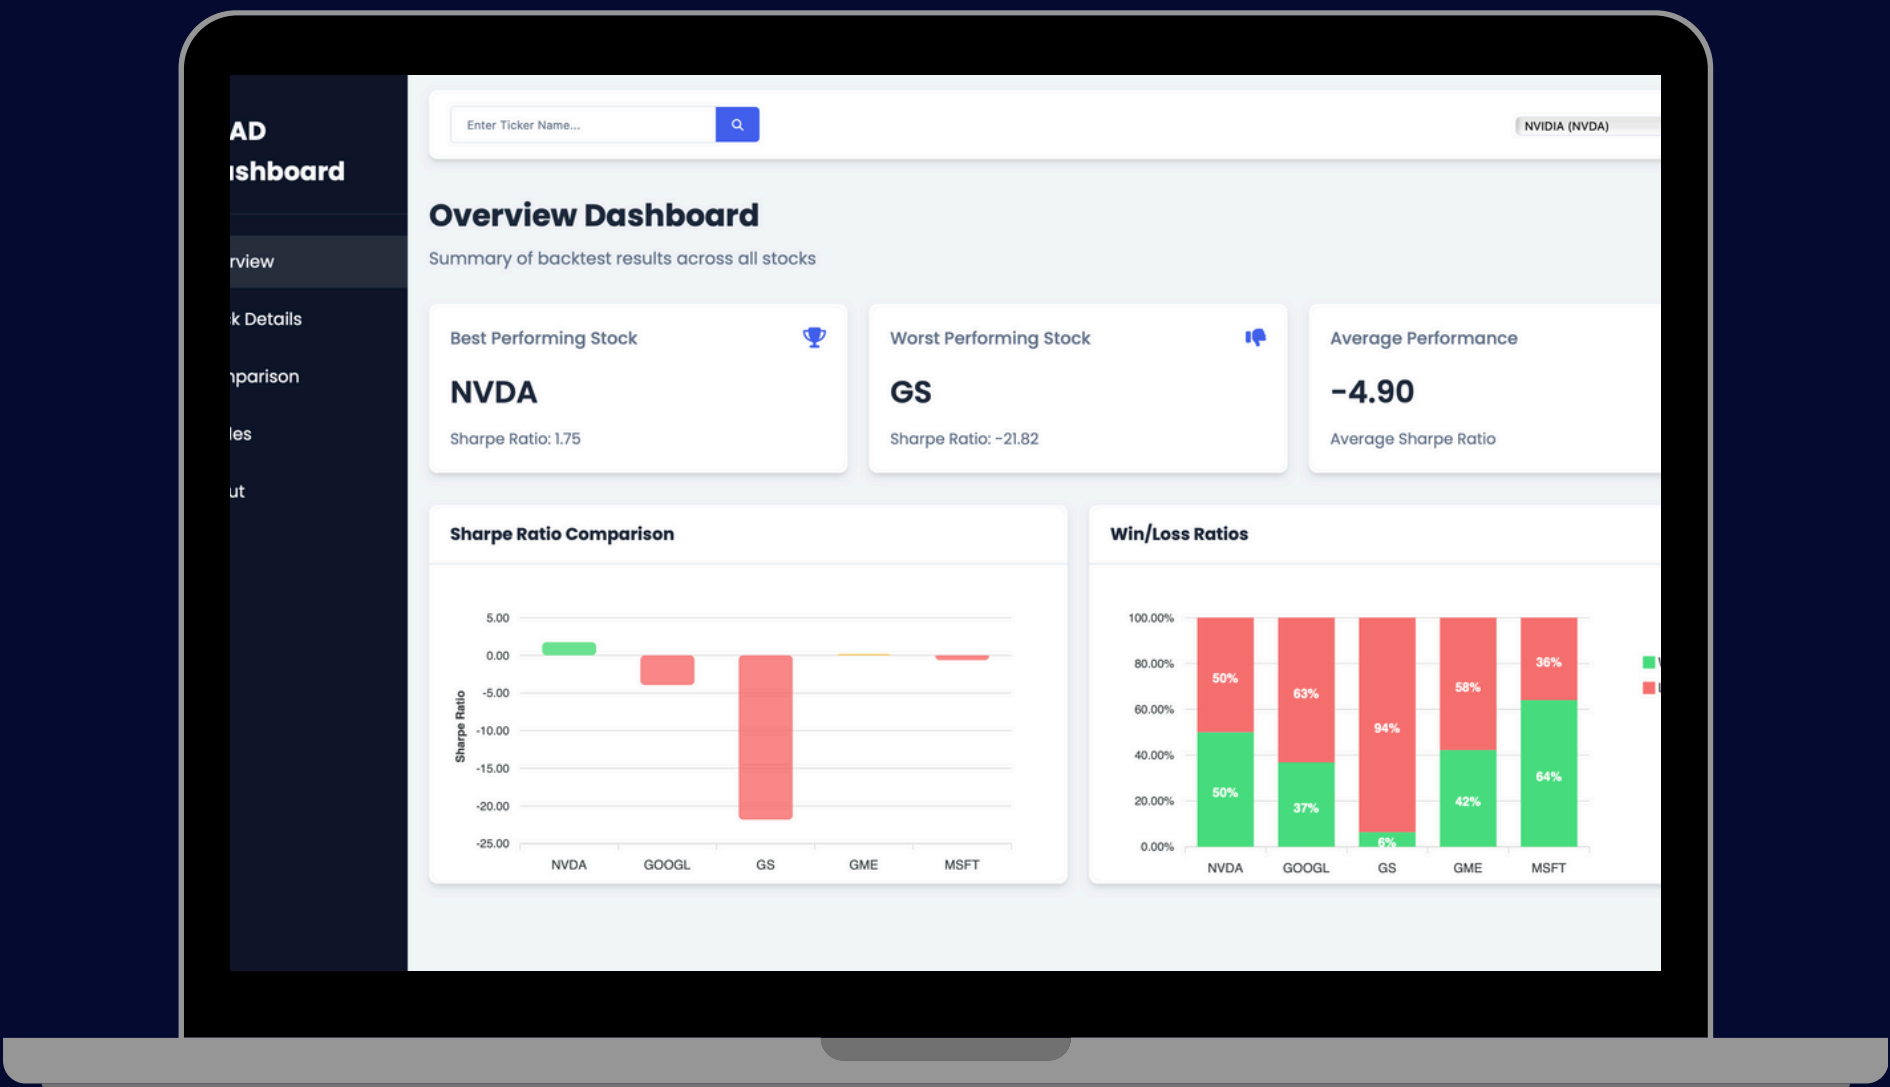 AD
shboard
rview
k Details
parison
les
ut
Enter Ticker Name...
NVIDIA (NVDA)
Overview Dashboard
Summary of backtest results across all stocks
Best Performing Stock
NVDA
Sharpe Ratio: 1.75
Worst Performing Stock
GS
Sharpe Ratio: -21.82
Average Performance
-4.90
Average Sharpe Ratio
Sharpe Ratio Comparison
5.00
0.00
-5.00
-10.00
-15.00
-20.00
-25.00
Sharpe Ratio
NVDA GOOGL GS GME MSFT
Win/Loss Ratios
100.00%
80.00%
60.00%
40.00%
20.00%
0.00%
50% 63% 94% 58% 36%
50% 37% 6% 42% 64%
NVDA GOOGL GS GME MSFT